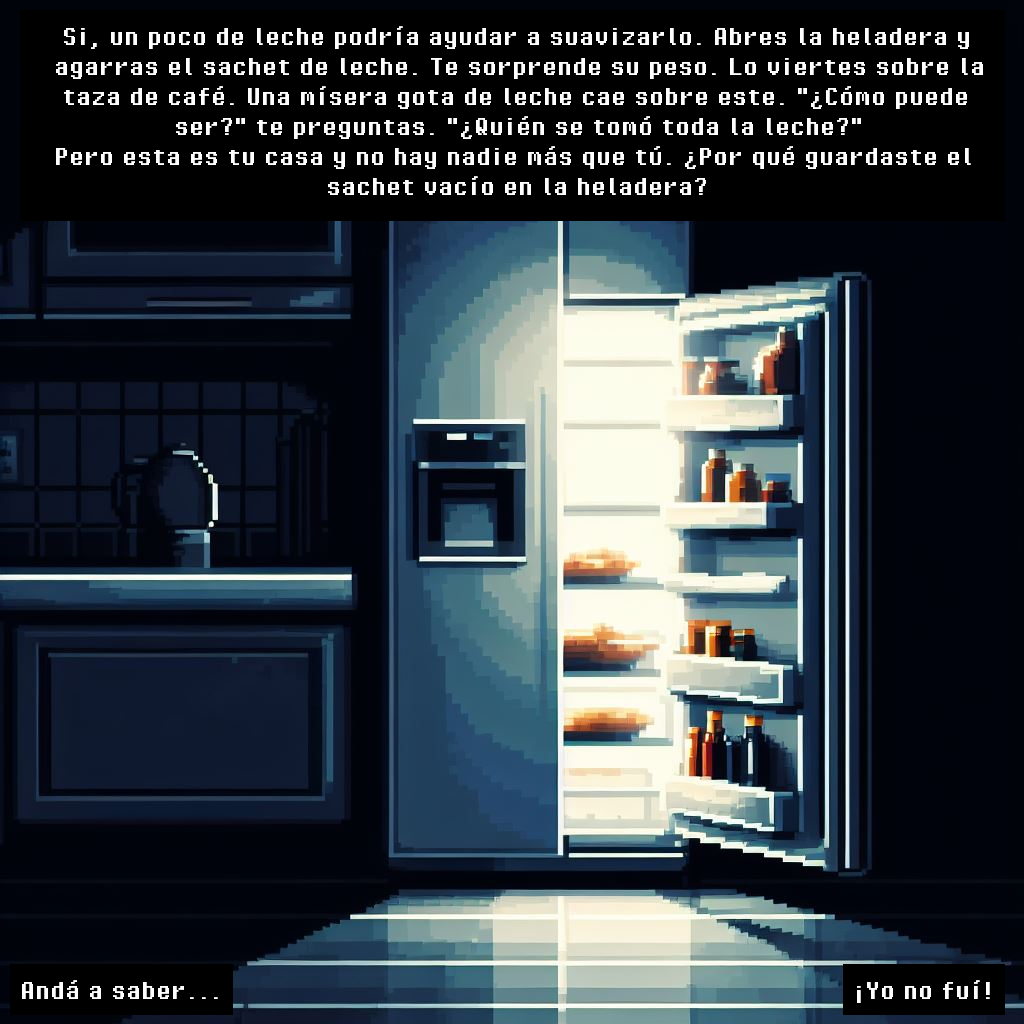 Si, un poco de leche podría ayudar a suavizarlo. Abres la heladera y
agarras el sachet de leche. Te sorprende su peso. Lo viertes sobre la
taza de café. Una mísera gota de leche cae sobre este. "¿Cómo puede
ser?" te preguntas. "¿Quién se tomó toda la leche?"
Pero esta es tu casa y no hay nadie más que tú. ¿Por qué guardaste el
sachet vacío en la heladera?
Andá a saber...
¡Yo no fuí!